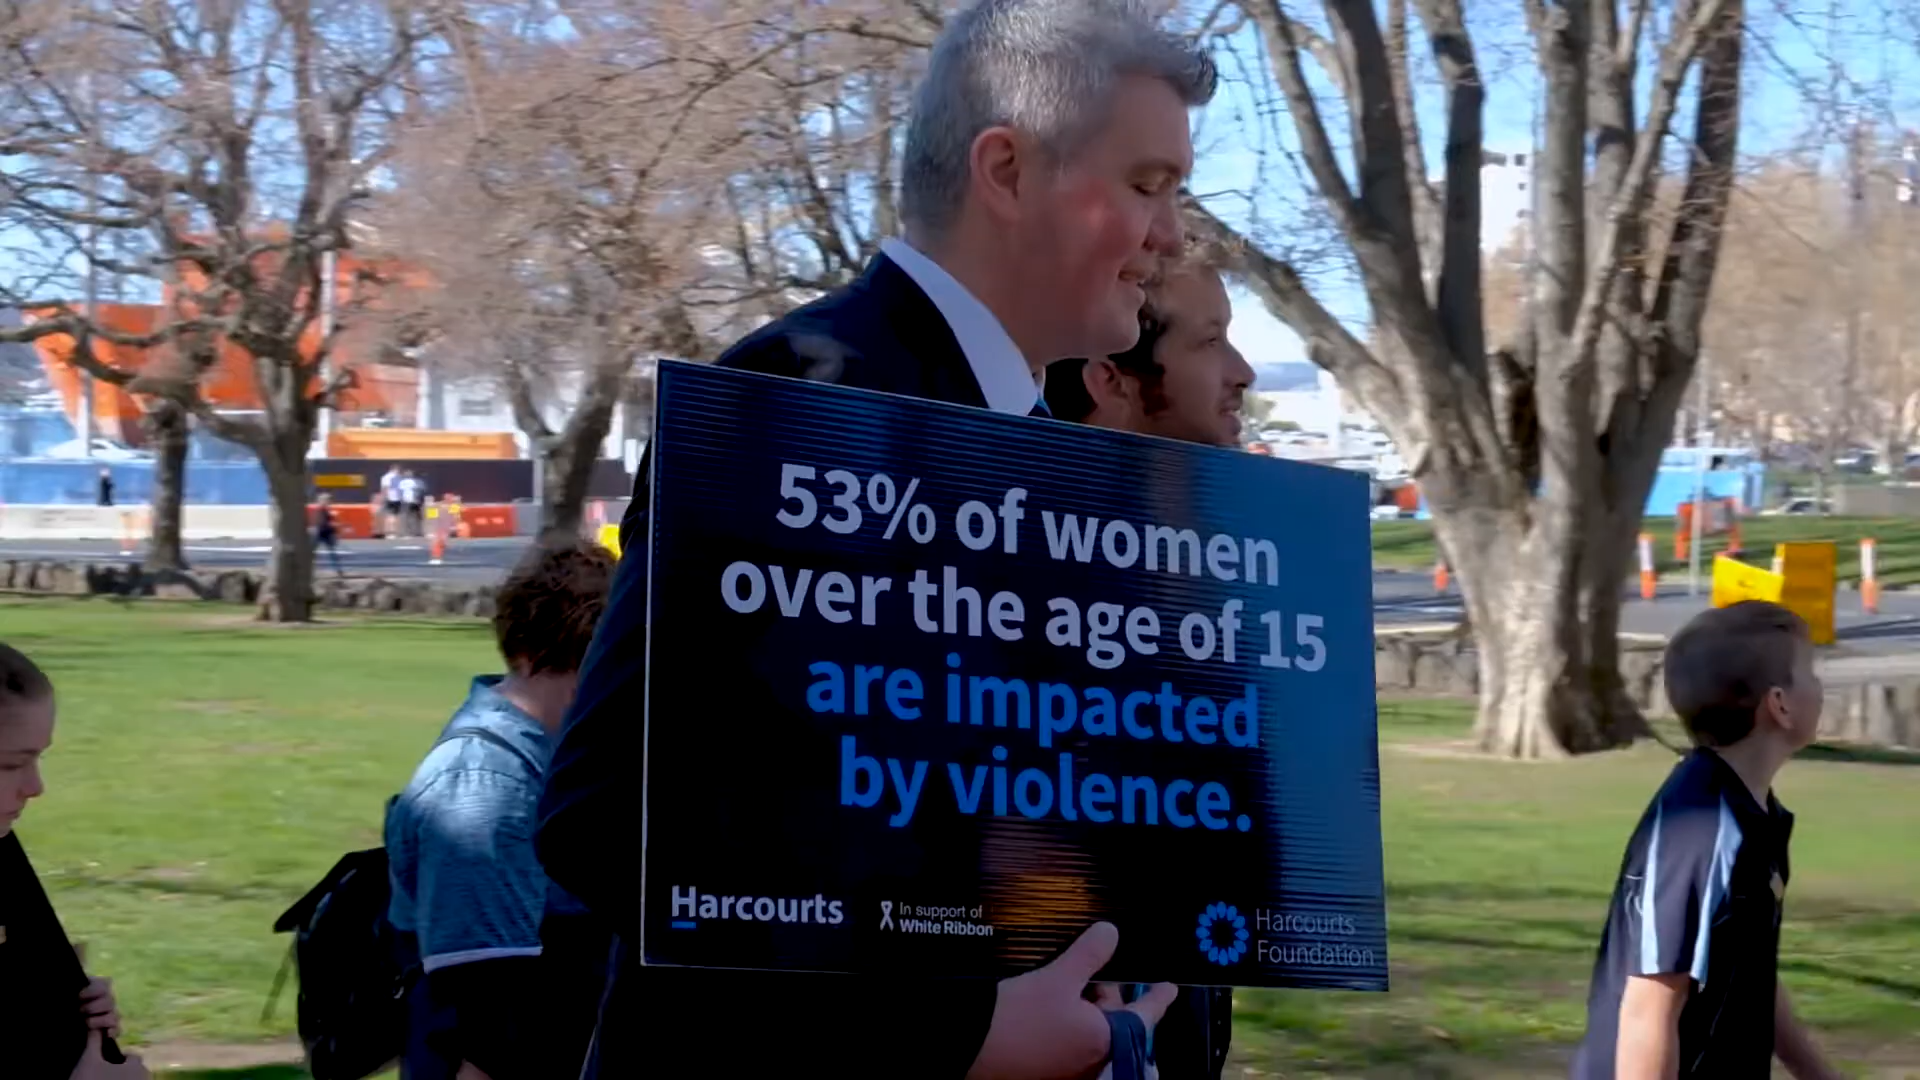 53% of women
over the age of 15
are impacted
by violence.
Harcourts
In support of
White Ribbon
Harcourts
Foundation